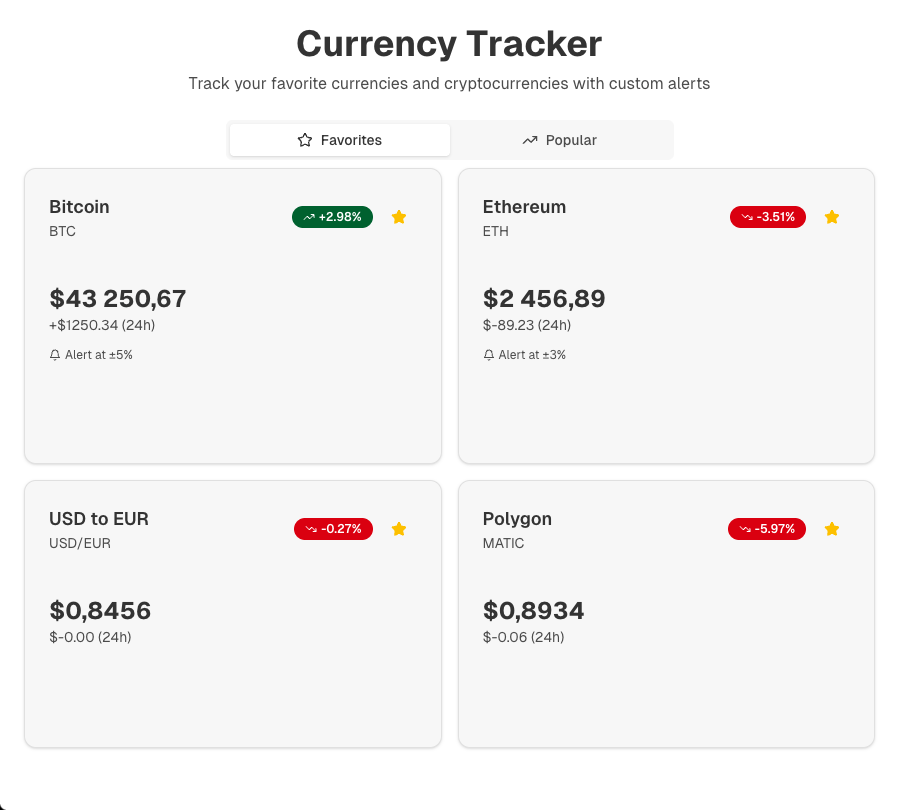 Currency Tracker
Track your favorite currencies and cryptocurrencies with custom alerts
Favorites
Popular
Bitcoin
BTC
+2.98%
$43 250,67
+$1250.34 (24h)
Alert at ±5%
Ethereum
ETH
-3.51%
$2 456,89
$-89.23 (24h)
Alert at ±3%
USD to EUR
USD/EUR
-0.27%
$0,8456
$-0.00 (24h)
Polygon
MATIC
-5.97%
$0,8934
$-0.06 (24h)